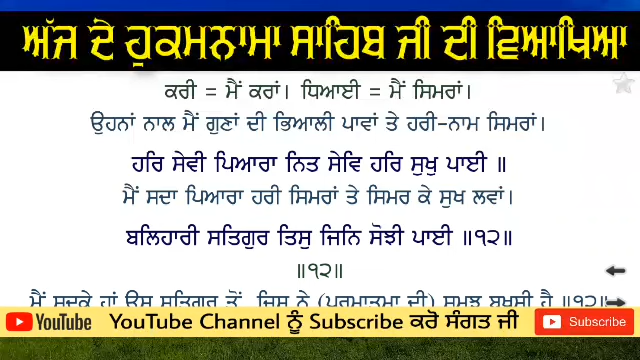 ਅੱਜ ਦੇ ਹੁਕਮਨਾਮਾ ਸਾਹਿਬ ਜੀ ਦੀ ਵਿਆਖਿਆ
ਕਰੀ = ਮੈਂ ਕਰਾਂ। ਧਿਆਈ = ਮੈਂ ਸਿਮਰਾਂ।
ਉਹਨਾਂ ਨਾਲ ਮੈਂ ਗੁਣਾਂ ਦੀ ਭਿਆਲੀ ਪਾਵਾਂ ਤੇ ਹਰੀ-ਨਾਮ ਸਿਮਰਾਂ।
ਹਰਿ ਸੇਵੀ ਪਿਆਰਾ ਨਿਤ ਸੇਵਿ ਹਰਿ ਸੁਖੁ ਪਾਈ ॥
ਮੈਂ ਸਦਾ ਪਿਆਰਾ ਹਰੀ ਸਿਮਰਾਂ ਤੇ ਸਿਮਰ ਕੇ ਸੁਖ ਲਵਾਂ।
ਬਲਿਹਾਰੀ ਸਤਿਗੁਰ ਤਿਸੁ ਜਿਨਿ ਸੋਝੀ ਪਾਈ ॥੧੨॥
॥੧੨॥
ਮੈਂ ਸਦਕੇ ਹਾਂ ਉਸ ਸਤਿਗੁਰ ਤੋਂ, ਜਿਸ ਨੇ (ਪਰਮਾਤਮਾ ਦੀ) ਸਮਝ ਬਖ਼ਸ਼ੀ ਹੈ ॥੧੨॥
YouTube YouTube Channel ਨੂੰ Subscribe ਕਰੋ ਸੰਗਤ ਜੀ Subscribe